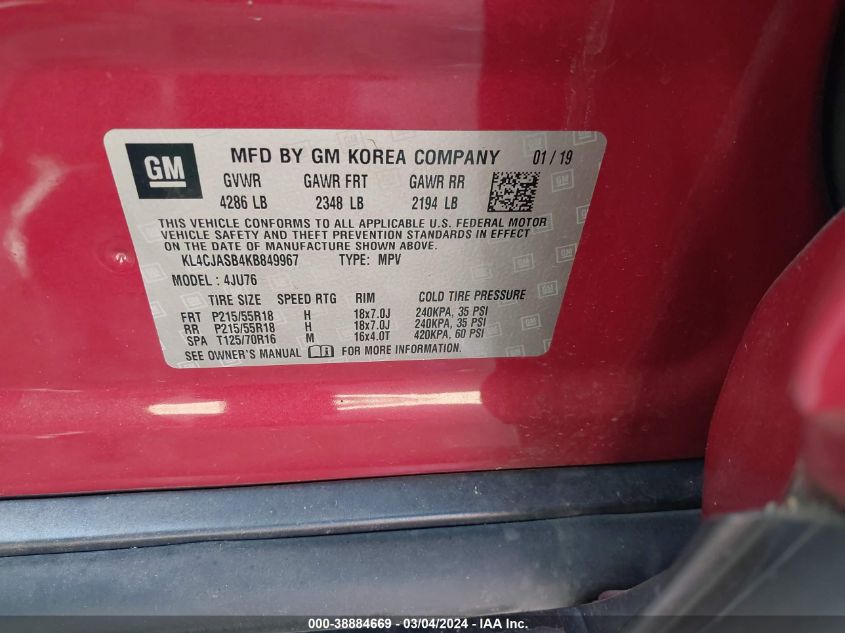 GM
MFD BY GM KOREA COMPANY 01 / 19
GVWR GAWR FRT GAWR RR
4286 LB 2348 LB 2194 LB
THIS VEHICLE CONFORMS TO ALL APPLICABLE U.S. FEDERAL MOTOR
VEHICLE SAFETY AND THEFT PREVENTION STANDARDS IN EFFECT
ON THE DATE OF MANUFACTURE SHOWN ABOVE.
KL4CJASB4KB849967 TYPE: MPV
MODEL : 4JU76
TIRE SIZE SPEED RTG RIM COLD TIRE PRESSURE
FRT P215/55R18 H 18x7.0J 240KPA, 35 PSI
RR P215/55R18 H 18x7.0J 240KPA, 35 PSI
SPA T125/70R16 M 16x4.0T 420KPA, 60 PSI
SEE OWNER'S MANUAL FOR MORE INFORMATION.
000-38884669 - 03/04/2024 - IAAI.com